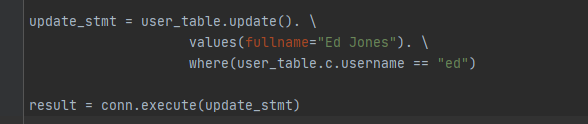 update_stmt = user_table.update(). \
values(fullname="Ed Jones"). \
where(user_table.c.username == "ed")
result = conn.execute(update_stmt)